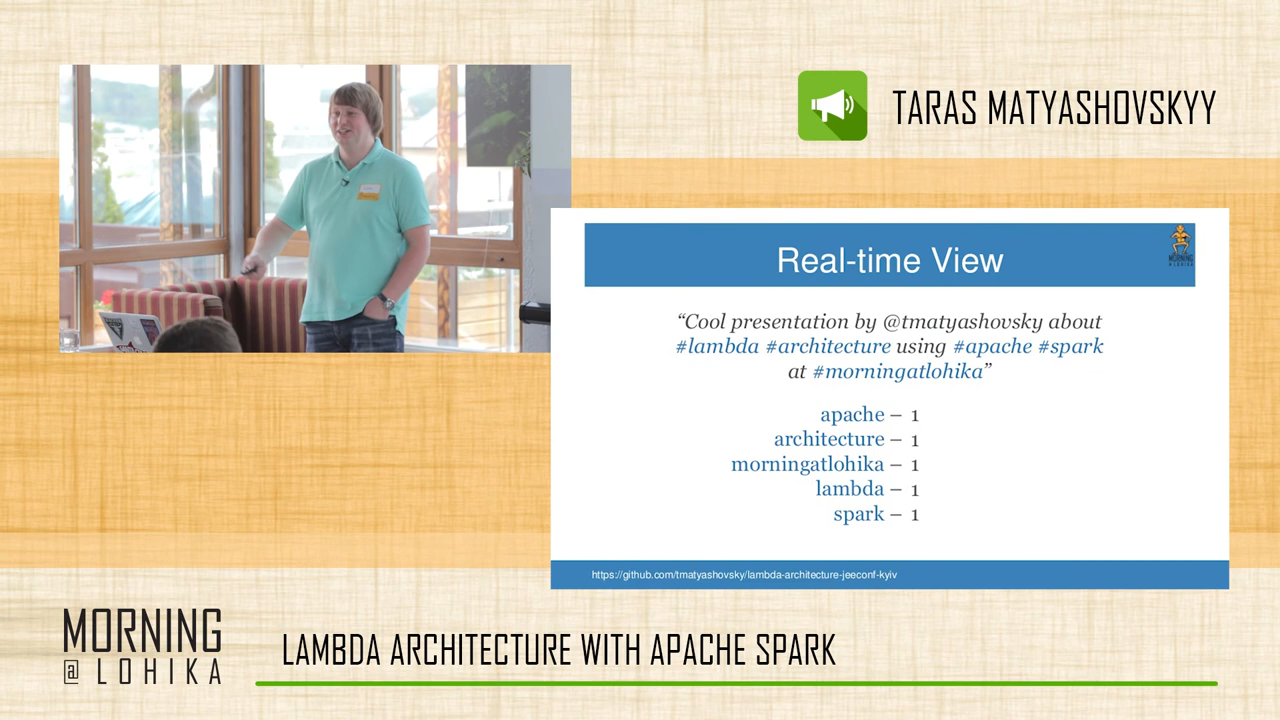 TARAS MATYASHOVSKYY
Real-time View
MORNING
@ LOHIKA
“Cool presentation by @tmatyashovsky about
#lambda #architecture using #apache #spark
at #morningatlohika”
apache – 1
architecture – 1
morningatlohika – 1
lambda – 1
spark – 1
https://github.com/tmatyashovsky/lambda-architecture-jeeconf-kyiv
MORNING
@ LOHIKA
LAMBDA ARCHITECTURE WITH APACHE SPARK